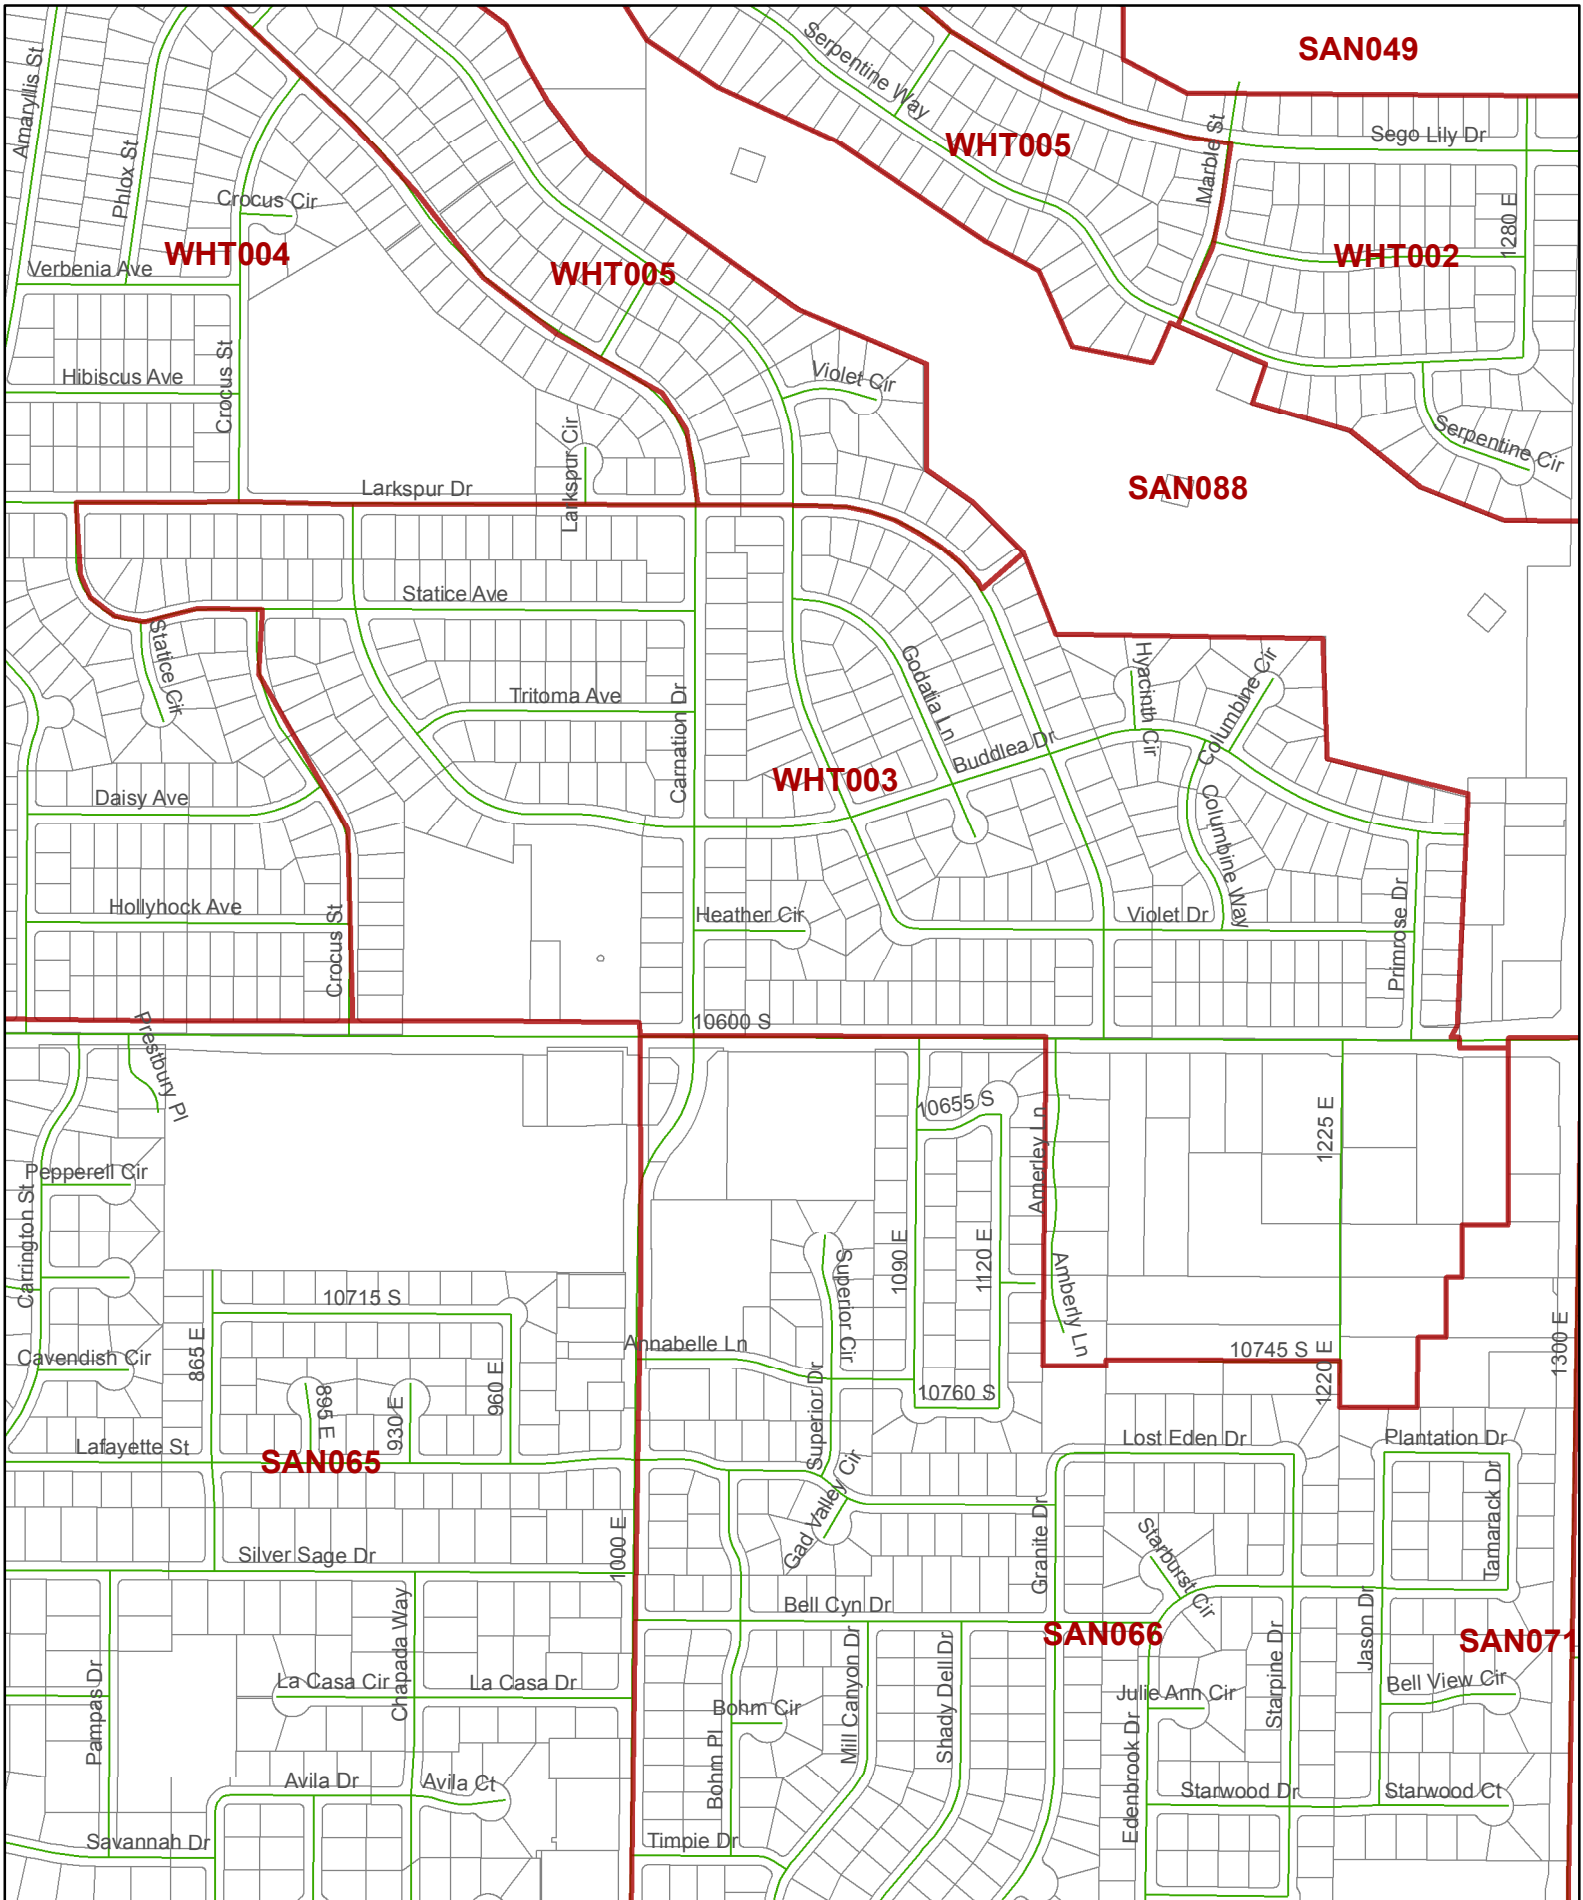 SAN049
Amaryllis St
Serpentine Way
Sego Lily Dr
WHT005
Marble St
Phlox St
Crocus Cir
1280 E
WHT004
WHT002
Verbenia Ave
WHT005
Hibiscus Ave
Crocus St
Violet Cir
Larkspur Cir
Serpentine Cir
Larkspur Dr
SAN088
Statice Ave
Statice Cir
Godatia Ln
Hyacinth Cir
Columbine Cir
Tritoma Ave
Carnation Dr
Buddlea Dr
WHT003
Daisy Ave
Columbine Way
Hollyhock Ave
Crocus St
Heather Cir
Violet Dr
Primrose Dr
10600 S
Prestbury Pl
10655 S
Amerley Ln
1225 E
Pepperell Cir
Carrington St
1090 E
1120 E
Superior Cir
Amberly Ln
10715 S
865 E
Annabelle Ln
10745 S
1300 E
Cavendish Cir
895 E
930 E
960 E
Superior Dr
10760 S
1220 E
Lafayette St
SAN065
Lost Eden Dr
Plantation Dr
Gad Valley Cir
Granite Dr
Tamarack Dr
Silver Sage Dr
1000 E
Starburst Cir
Bell Cyn Dr
SAN066
SAN071
Chapada Way
Jason Dr
Pampas Dr
La Casa Cir
La Casa Dr
Bohm Cir
Bohm Pl
Mill Canyon Dr
Shady Dell Dr
Julie Ann Cir
Edenbrook Dr
Starpine Dr
Bell View Cir
Avila Dr
Avila Ct
Starwood Dr
Starwood Ct
Savannah Dr
Timpie Dr